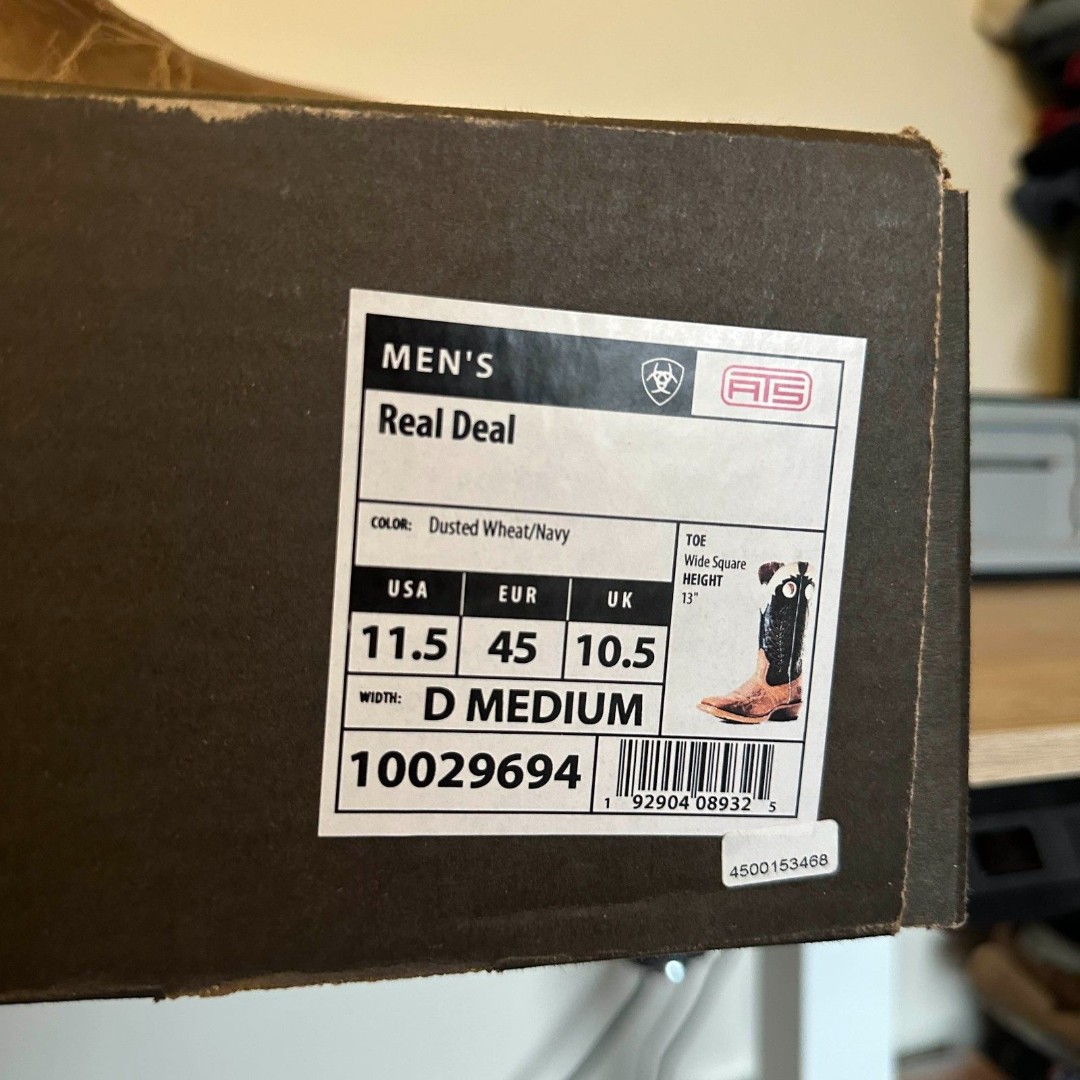 MEN'S
ATS
Real Deal
COLOR: Dusted Wheat/Navy
TOE
Wide Square
HEIGHT
13"
USA EUR UK
11.5 45 10.5
WIDTH: D MEDIUM
10029694
1 92904 08932 5
4500153468